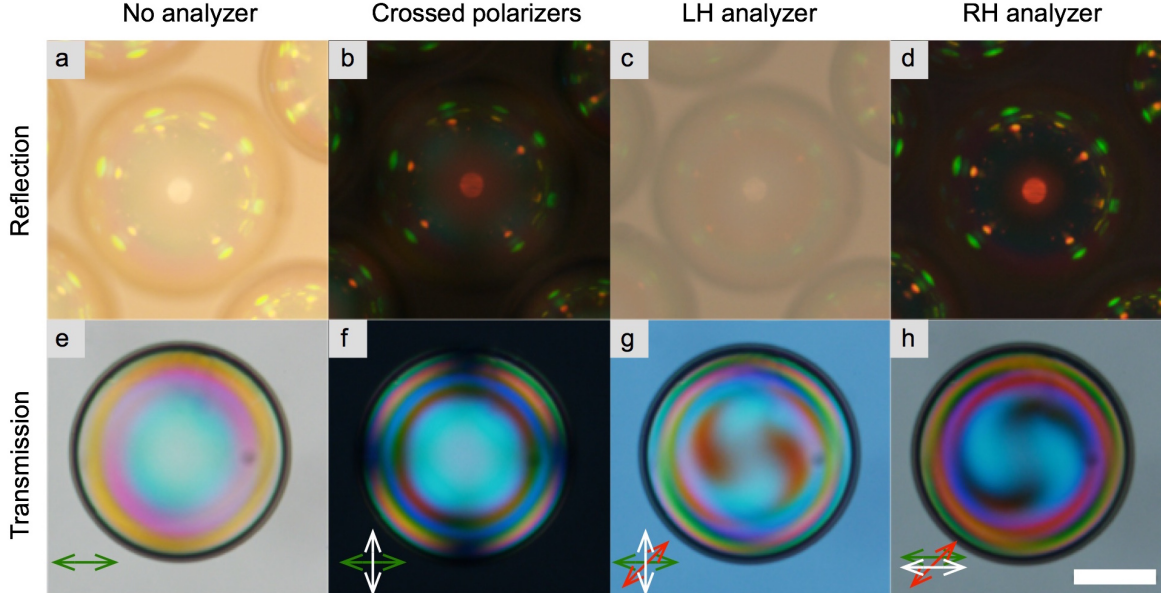 No analyzer Crossed polarizers LH analyzer RH analyzer
Reflection
a b c d
Transmission
e f g h